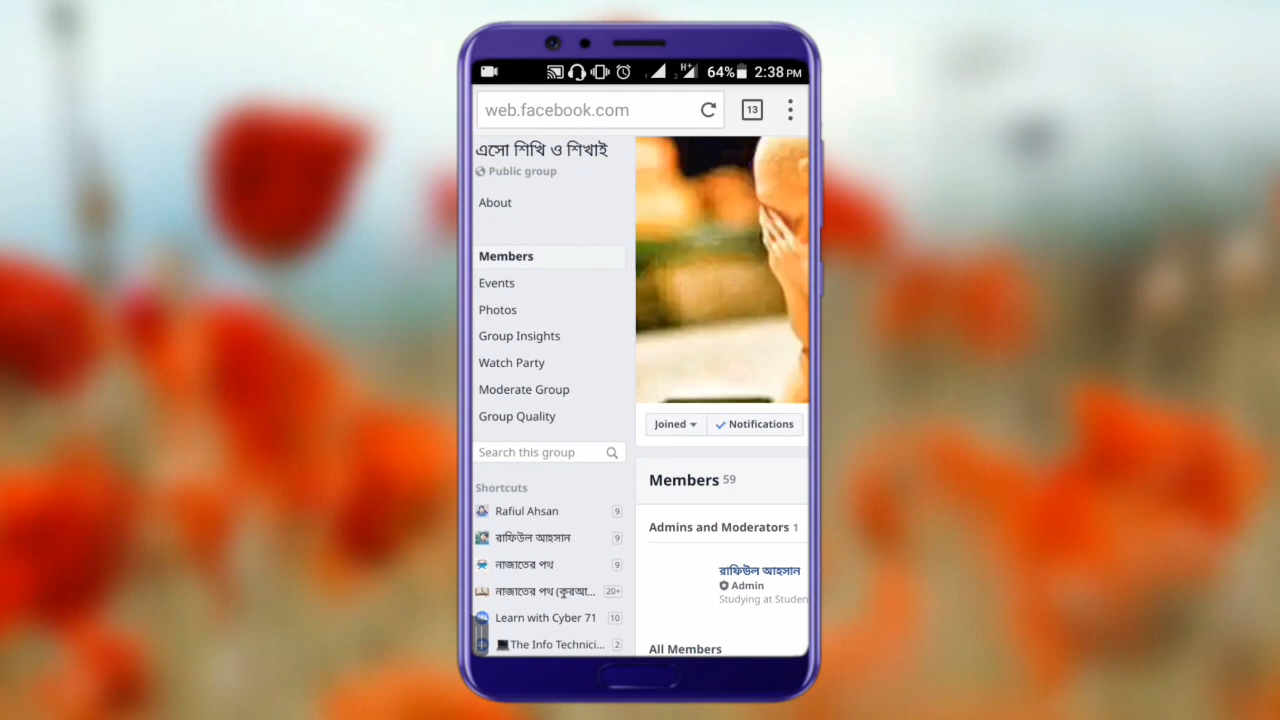 64% 2:38 PM
web.facebook.com
13
এসো শিখি ও শিখাই
Public group
About
Members
Events
Photos
Group Insights
Watch Party
Moderate Group
Group Quality
Search this group
Shortcuts
Rafiul Ahsan 9
রাফিউল আহসান 9
নাজাতের পথ 9
নাজাতের পথ (কুরআ... 20+
Learn with Cyber 71 10
The Info Technici... 2
Joined
Notifications
Members 59
Admins and Moderators 1
রাফিউল আহসান
Admin
Studying at Studen
All Members